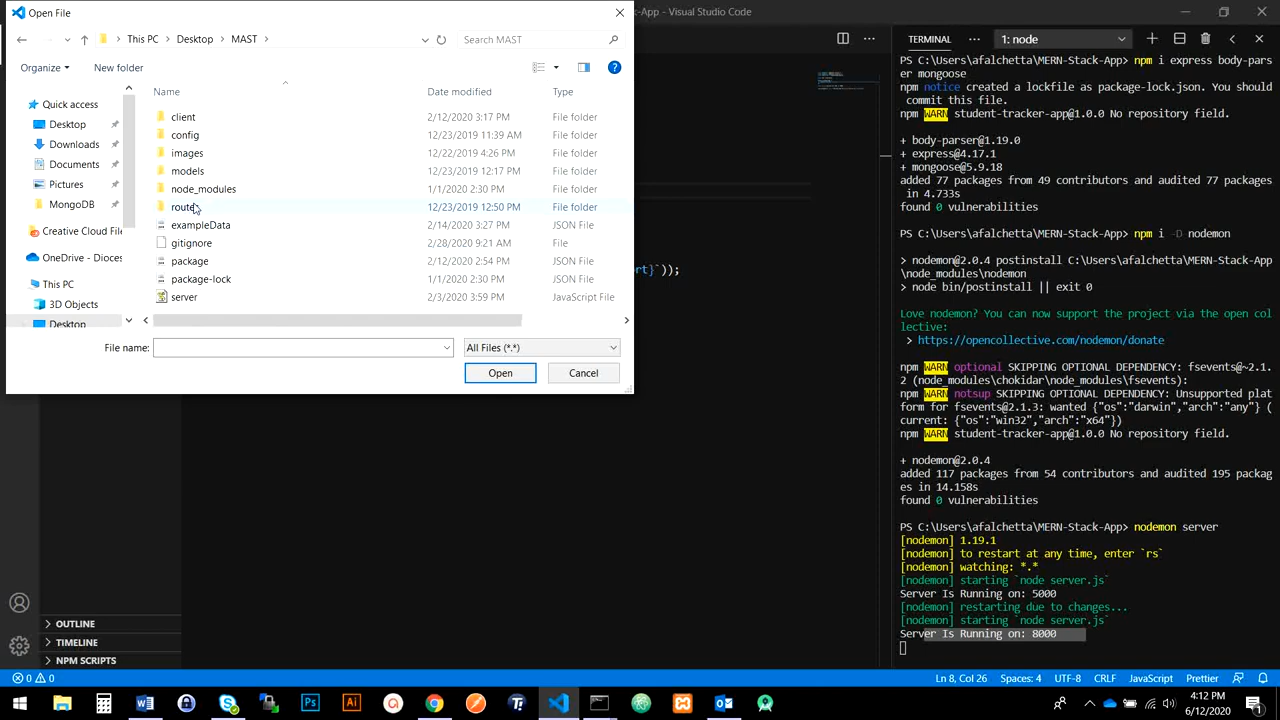 Open File
-Stack-App - Visual Studio Code
This PC
Desktop
MAST
Search MAST
Organize
New folder
Name
Date modified
Type
Quick access
Desktop
Downloads
Documents
Pictures
MongoDB
Creative Cloud File
OneDrive - Dioces
This PC
3D Objects
Desktop
client 2/12/2020 3:17 PM File folder
config 12/23/2019 11:39 AM File folder
images 12/22/2019 4:26 PM File folder
models 12/23/2019 12:17 PM File folder
node_modules 1/1/2020 2:30 PM File folder
route 12/23/2019 12:50 PM File folder
exampleData 2/14/2020 3:27 PM JSON File
gitignore 2/28/2020 9:21 AM File
package 2/12/2020 2:54 PM JSON File
package-lock 1/1/2020 2:30 PM JSON File
server 2/3/2020 3:59 PM JavaScript File
File name:
All Files (*.*)
Open
Cancel
rt}`));
OUTLINE
TIMELINE
NPM SCRIPTS
TERMINAL
1: node
PS C:\Users\afalchetta\MERN-Stack-App> npm i express body-pars
er mongoose
npm notice created a lockfile as package-lock.json. You should
commit this file.
npm WARN student-tracker-app@1.0.0 No repository field.
+ body-parser@1.19.0
+ express@4.17.1
+ mongoose@5.9.18
added 77 packages from 49 contributors and audited 77 packages
in 4.733s
found 0 vulnerabilities
PS C:\Users\afalchetta\MERN-Stack-App> npm i -D nodemon
> nodemon@2.0.4 postinstall C:\Users\afalchetta\MERN-Stack-App
\node_modules\nodemon
> node bin/postinstall || exit 0
Love nodemon? You can now support the project via the open col
lective:
> https://opencollective.com/nodemon/donate
npm WARN optional SKIPPING OPTIONAL DEPENDENCY: fsevents@~2.1.
2 (node_modules\chokidar\node_modules\fsevents):
npm WARN notsup SKIPPING OPTIONAL DEPENDENCY: Unsupported plat
form for fsevents@2.1.3: wanted {"os":"darwin","arch":"any"} (
current: {"os":"win32","arch":"x64"})
npm WARN student-tracker-app@1.0.0 No repository field.
+ nodemon@2.0.4
added 117 packages from 54 contributors and audited 195 packag
es in 14.158s
found 0 vulnerabilities
PS C:\Users\afalchetta\MERN-Stack-App> nodemon server
[nodemon] 1.19.1
[nodemon] to restart at any time, enter `rs`
[nodemon] watching: *.*
[nodemon] starting `node server.js`
Server Is Running on: 5000
[nodemon] restarting due to changes...
[nodemon] starting `node server.js`
Server Is Running on: 8000
0 0
Ln 8, Col 26
Spaces: 4
UTF-8
CRLF
JavaScript
Prettier
4:12 PM
6/12/2020